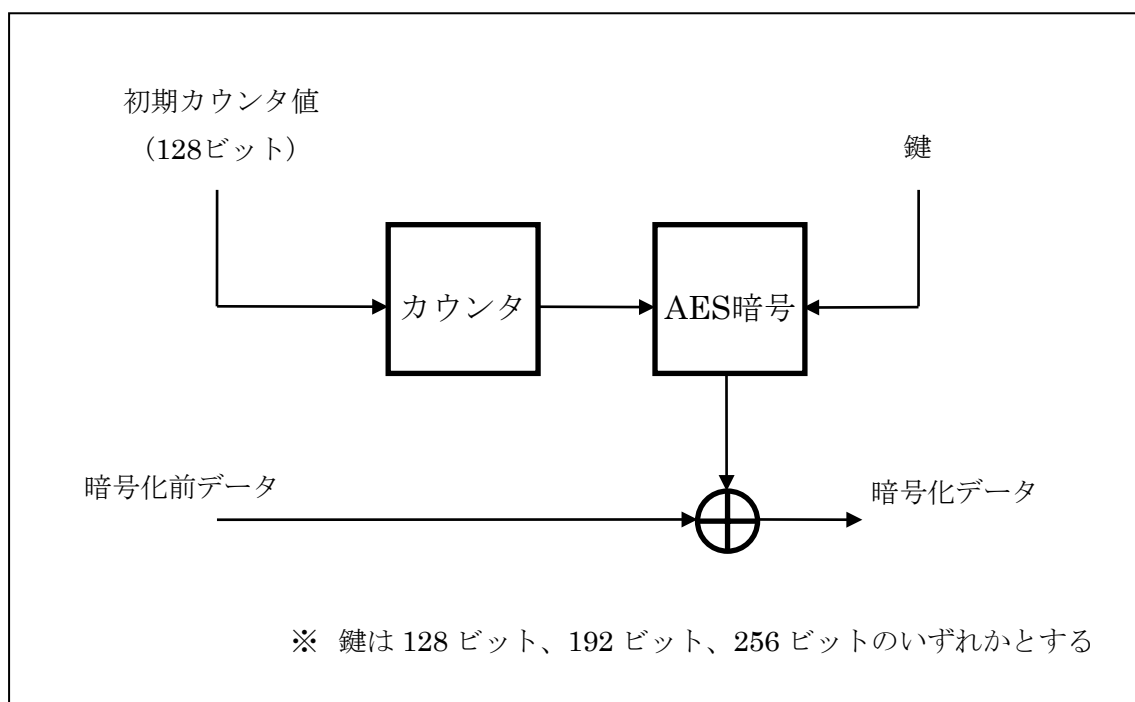 初期カウンタ値
（128ビット）
鍵
カウンタ
AES暗号
暗号化前データ
暗号化データ
※ 鍵は 128 ビット、192 ビット、256 ビットのいずれかとする